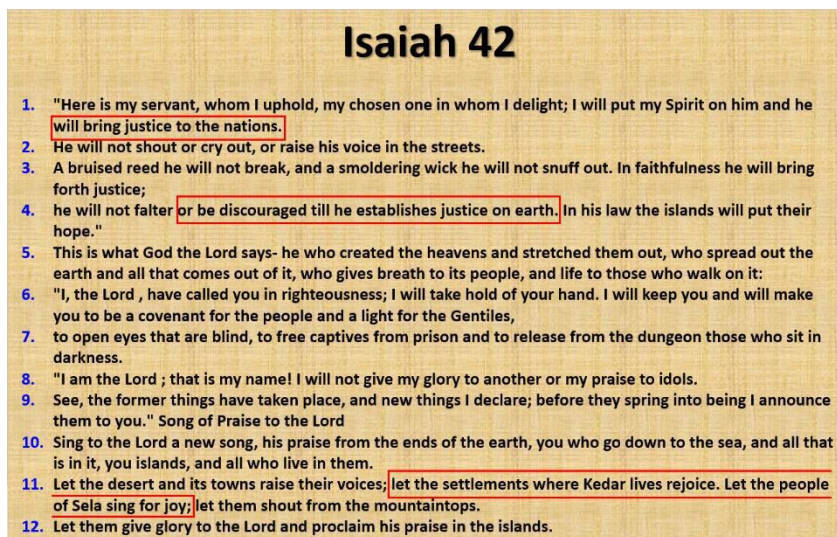 Isaiah 42
1. "Here is my servant, whom I uphold, my chosen one in whom I delight; I will put my Spirit on him and he
will bring justice to the nations.
2. He will not shout or cry out, or raise his voice in the streets.
3. A bruised reed he will not break, and a smoldering wick he will not snuff out. In faithfulness he will bring
forth justice;
4. he will not falter or be discouraged till he establishes justice on earth. In his law the islands will put their
hope."
5. This is what God the Lord says- he who created the heavens and stretched them out, who spread out the
earth and all that comes out of it, who gives breath to its people, and life to those who walk on it:
6. "I, the Lord , have called you in righteousness; I will take hold of your hand. I will keep you and will make
you to be a covenant for the people and a light for the Gentiles,
7. to open eyes that are blind, to free captives from prison and to release from the dungeon those who sit in
darkness.
8. "I am the Lord ; that is my name! I will not give my glory to another or my praise to idols.
9. See, the former things have taken place, and new things I declare; before they spring into being I announce
them to you." Song of Praise to the Lord
10. Sing to the Lord a new song, his praise from the ends of the earth, you who go down to the sea, and all that
is in it, you islands, and all who live in them.
11. Let the desert and its towns raise their voices; let the settlements where Kedar lives rejoice. Let the people
of Sela sing for joy; let them shout from the mountaintops.
12. Let them give glory to the Lord and proclaim his praise in the islands.